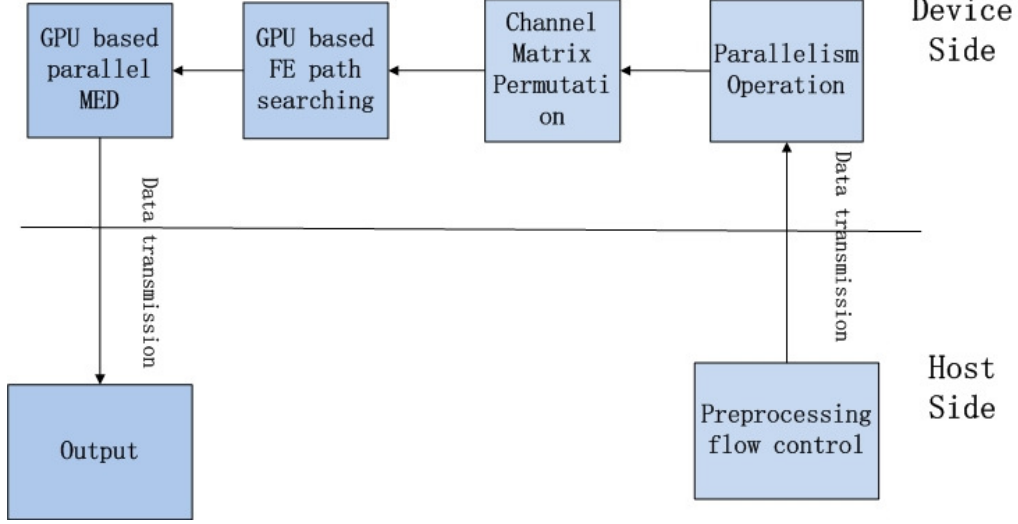 GPU based
parallel
MED
GPU based
FE path
searching
Channel
Matrix
Permutati
on
Parallelism
Operation
Device
Side
Data transmission
Data transmission
Output
Preprocessing
flow control
Host
Side